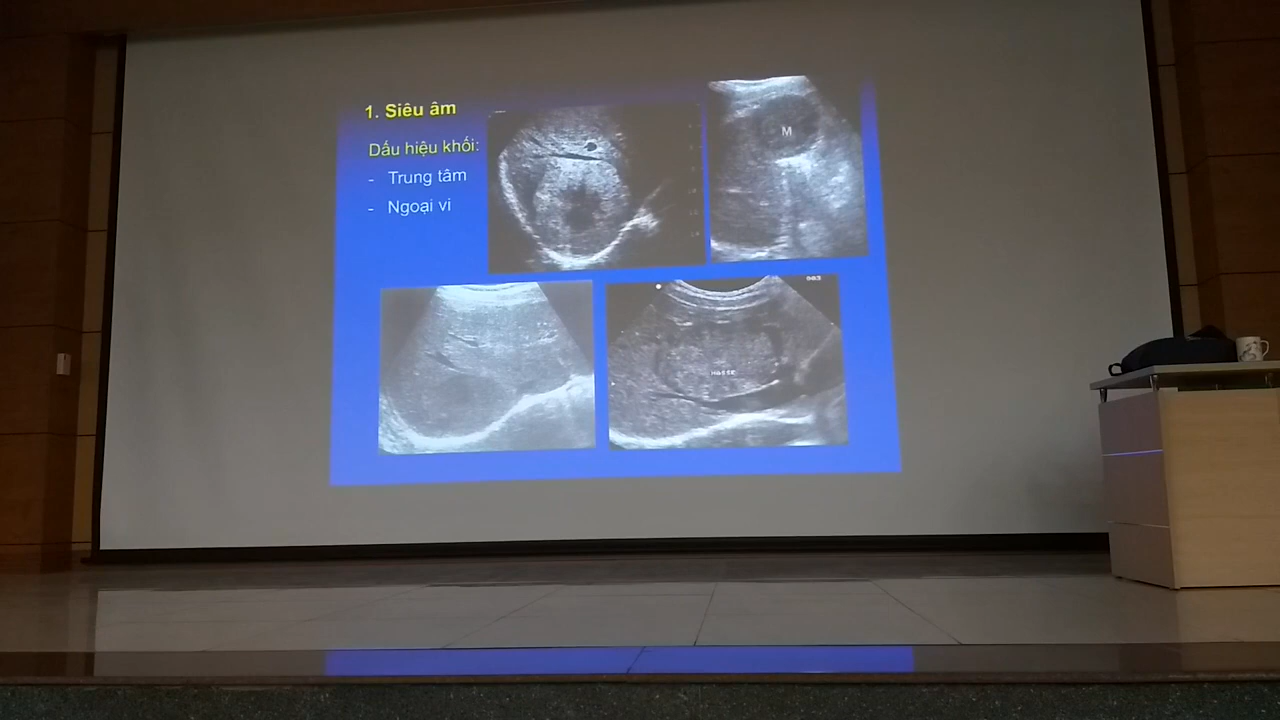 1. Siêu âm
Dấu hiệu khối:
- Trung tâm
- Ngoại vi
M